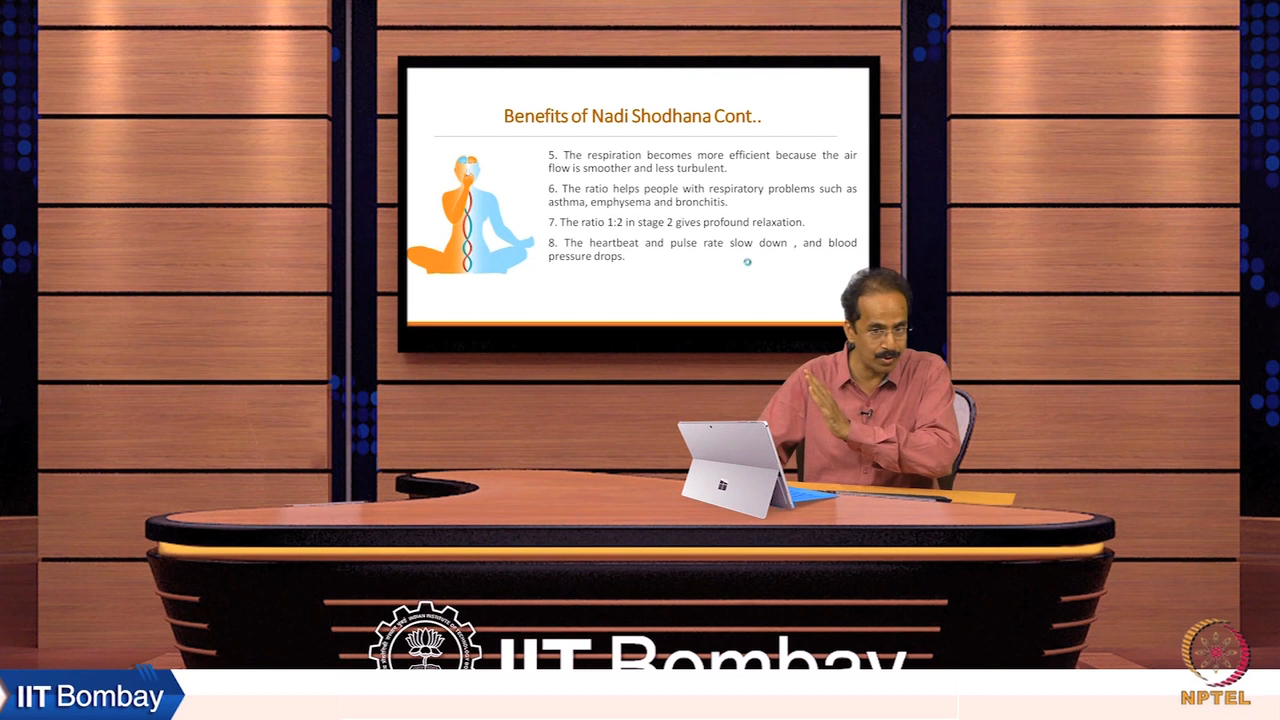 Benefits of Nadi Shodhana Cont..
5. The respiration becomes more efficient because the air
flow is smoother and less turbulent.
6. The ratio helps people with respiratory problems such as
asthma, emphysema and bronchitis.
7. The ratio 1:2 in stage 2 gives profound relaxation.
8. The heartbeat and pulse rate slow down , and blood
pressure drops.
IIT Bombay
IIT Bombay
NPTEL